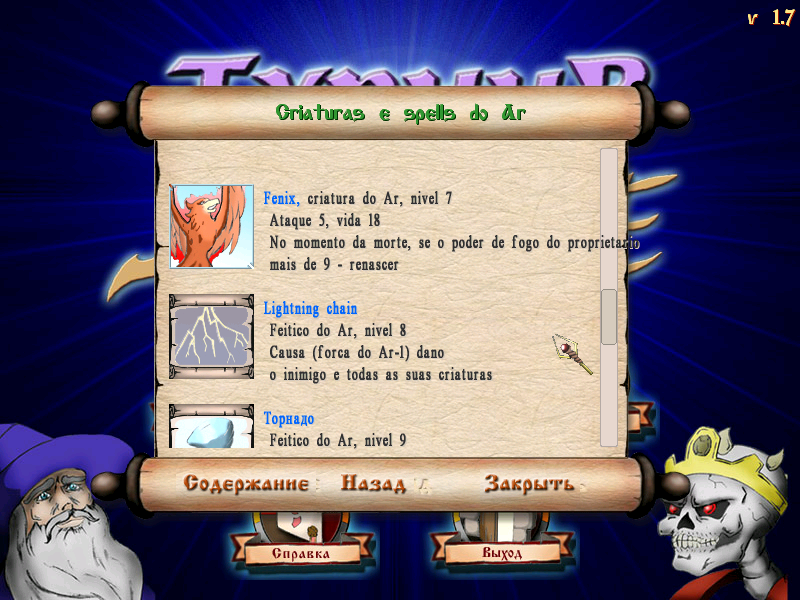 v 1.7
Турнир
Criaturas e spells do Ar
Fenix, criatura do Ar, nivel 7
Ataque 5, vida 18
No momento da morte, se o poder de fogo do proprietario
mais de 9 - renascer
Lightning chain
Feitico do Ar, nivel 8
Causa (forca do Ar-1) dano
o inimigo e todas as suas criaturas
Торнадо
Feitico do Ar, nivel 9
Содержание Назад Закрыть
Справка Выход